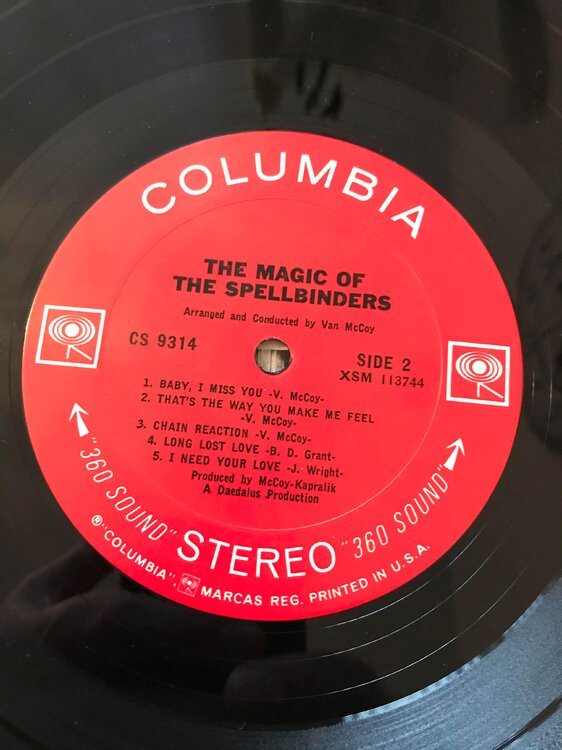 COLUMBIA
THE MAGIC OF
THE SPELLBINDERS
Arranged and Conducted by Van McCoy
CS 9314
SIDE 2
XSM 113744
1. BABY, I MISS YOU -V. McCoy-
2. THAT'S THE WAY YOU MAKE ME FEEL
-V. McCoy-
3. CHAIN REACTION -V. McCoy-
4. LONG LOST LOVE -B. D. Grant-
5. I NEED YOUR LOVE -J. Wright-
Produced by McCoy-Kapralik
A Daedalus Production
"360 SOUND" STEREO "360 SOUND"
®"COLUMBIA", MARCAS REG. PRINTED IN U.S.A.